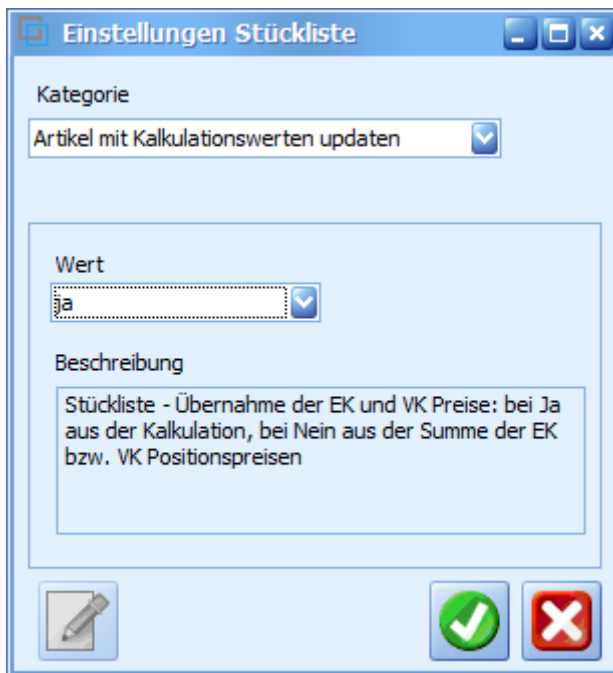 Einstellungen Stückliste
Kategorie
Artikel mit Kalkulationswerten updaten
Wert
ja
Beschreibung
Stückliste - Übernahme der EK und VK Preise: bei Ja
aus der Kalkulation, bei Nein aus der Summe der EK
bzw. VK Positionspreisen